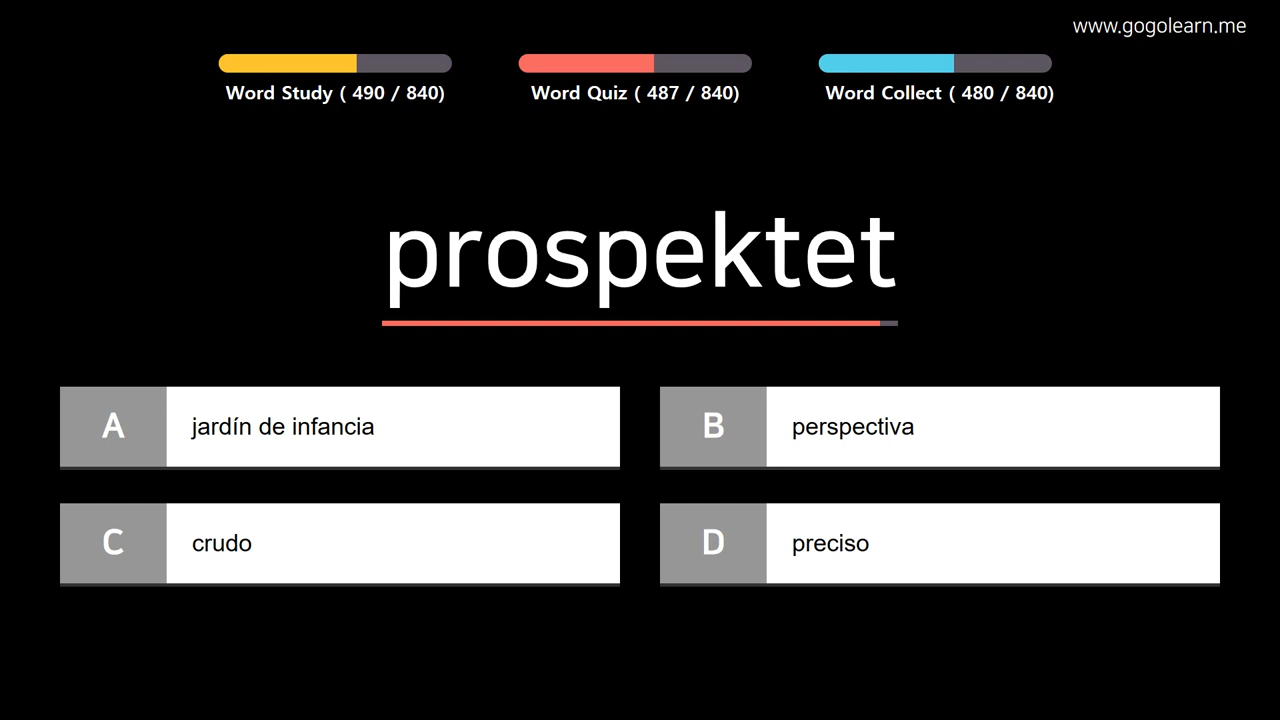 www.gogolearn.me
Word Study ( 490 / 840)
Word Quiz ( 487 / 840)
Word Collect ( 480 / 840)
prospektet
A jardín de infancia
B perspectiva
C crudo
D preciso